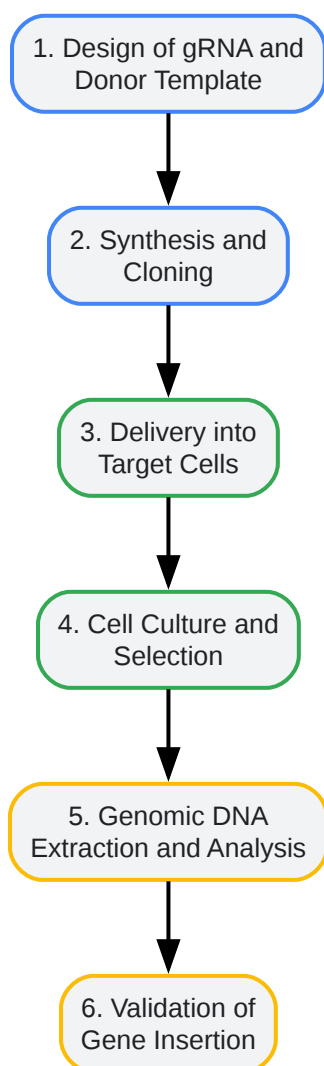 1. Design of gRNA and
Donor Template
2. Synthesis and
Cloning
3. Delivery into
Target Cells
4. Cell Culture and
Selection
5. Genomic DNA
Extraction and Analysis
6. Validation of
Gene Insertion